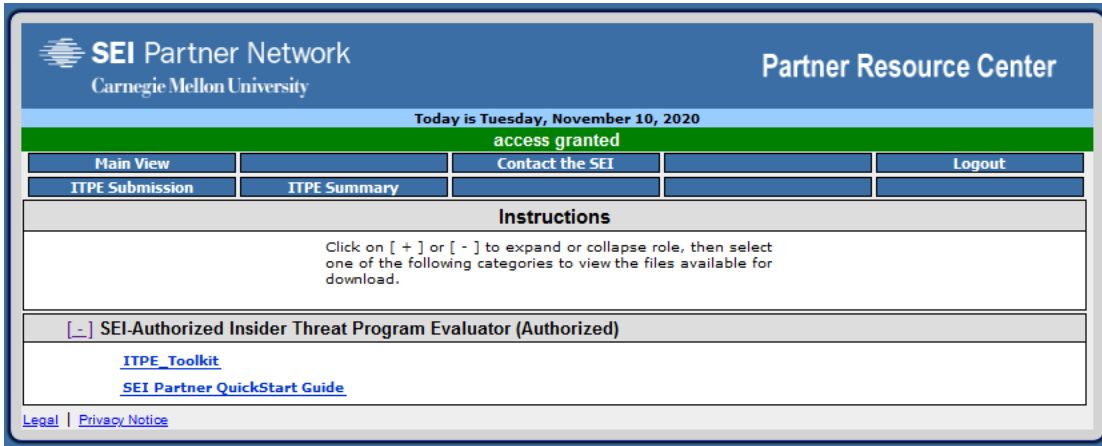 SEI Partner Network
Carnegie Mellon University
Partner Resource Center
Today is Tuesday, November 10, 2020
access granted
Main View
Contact the SEI
Logout
ITPE Submission
ITPE Summary
Instructions
Click on [ + ] or [ - ] to expand or collapse role, then select
one of the following categories to view the files available for
download.
[ - ] SEI-Authorized Insider Threat Program Evaluator (Authorized)
ITPE_Toolkit
SEI Partner QuickStart Guide
Legal | Privacy Notice